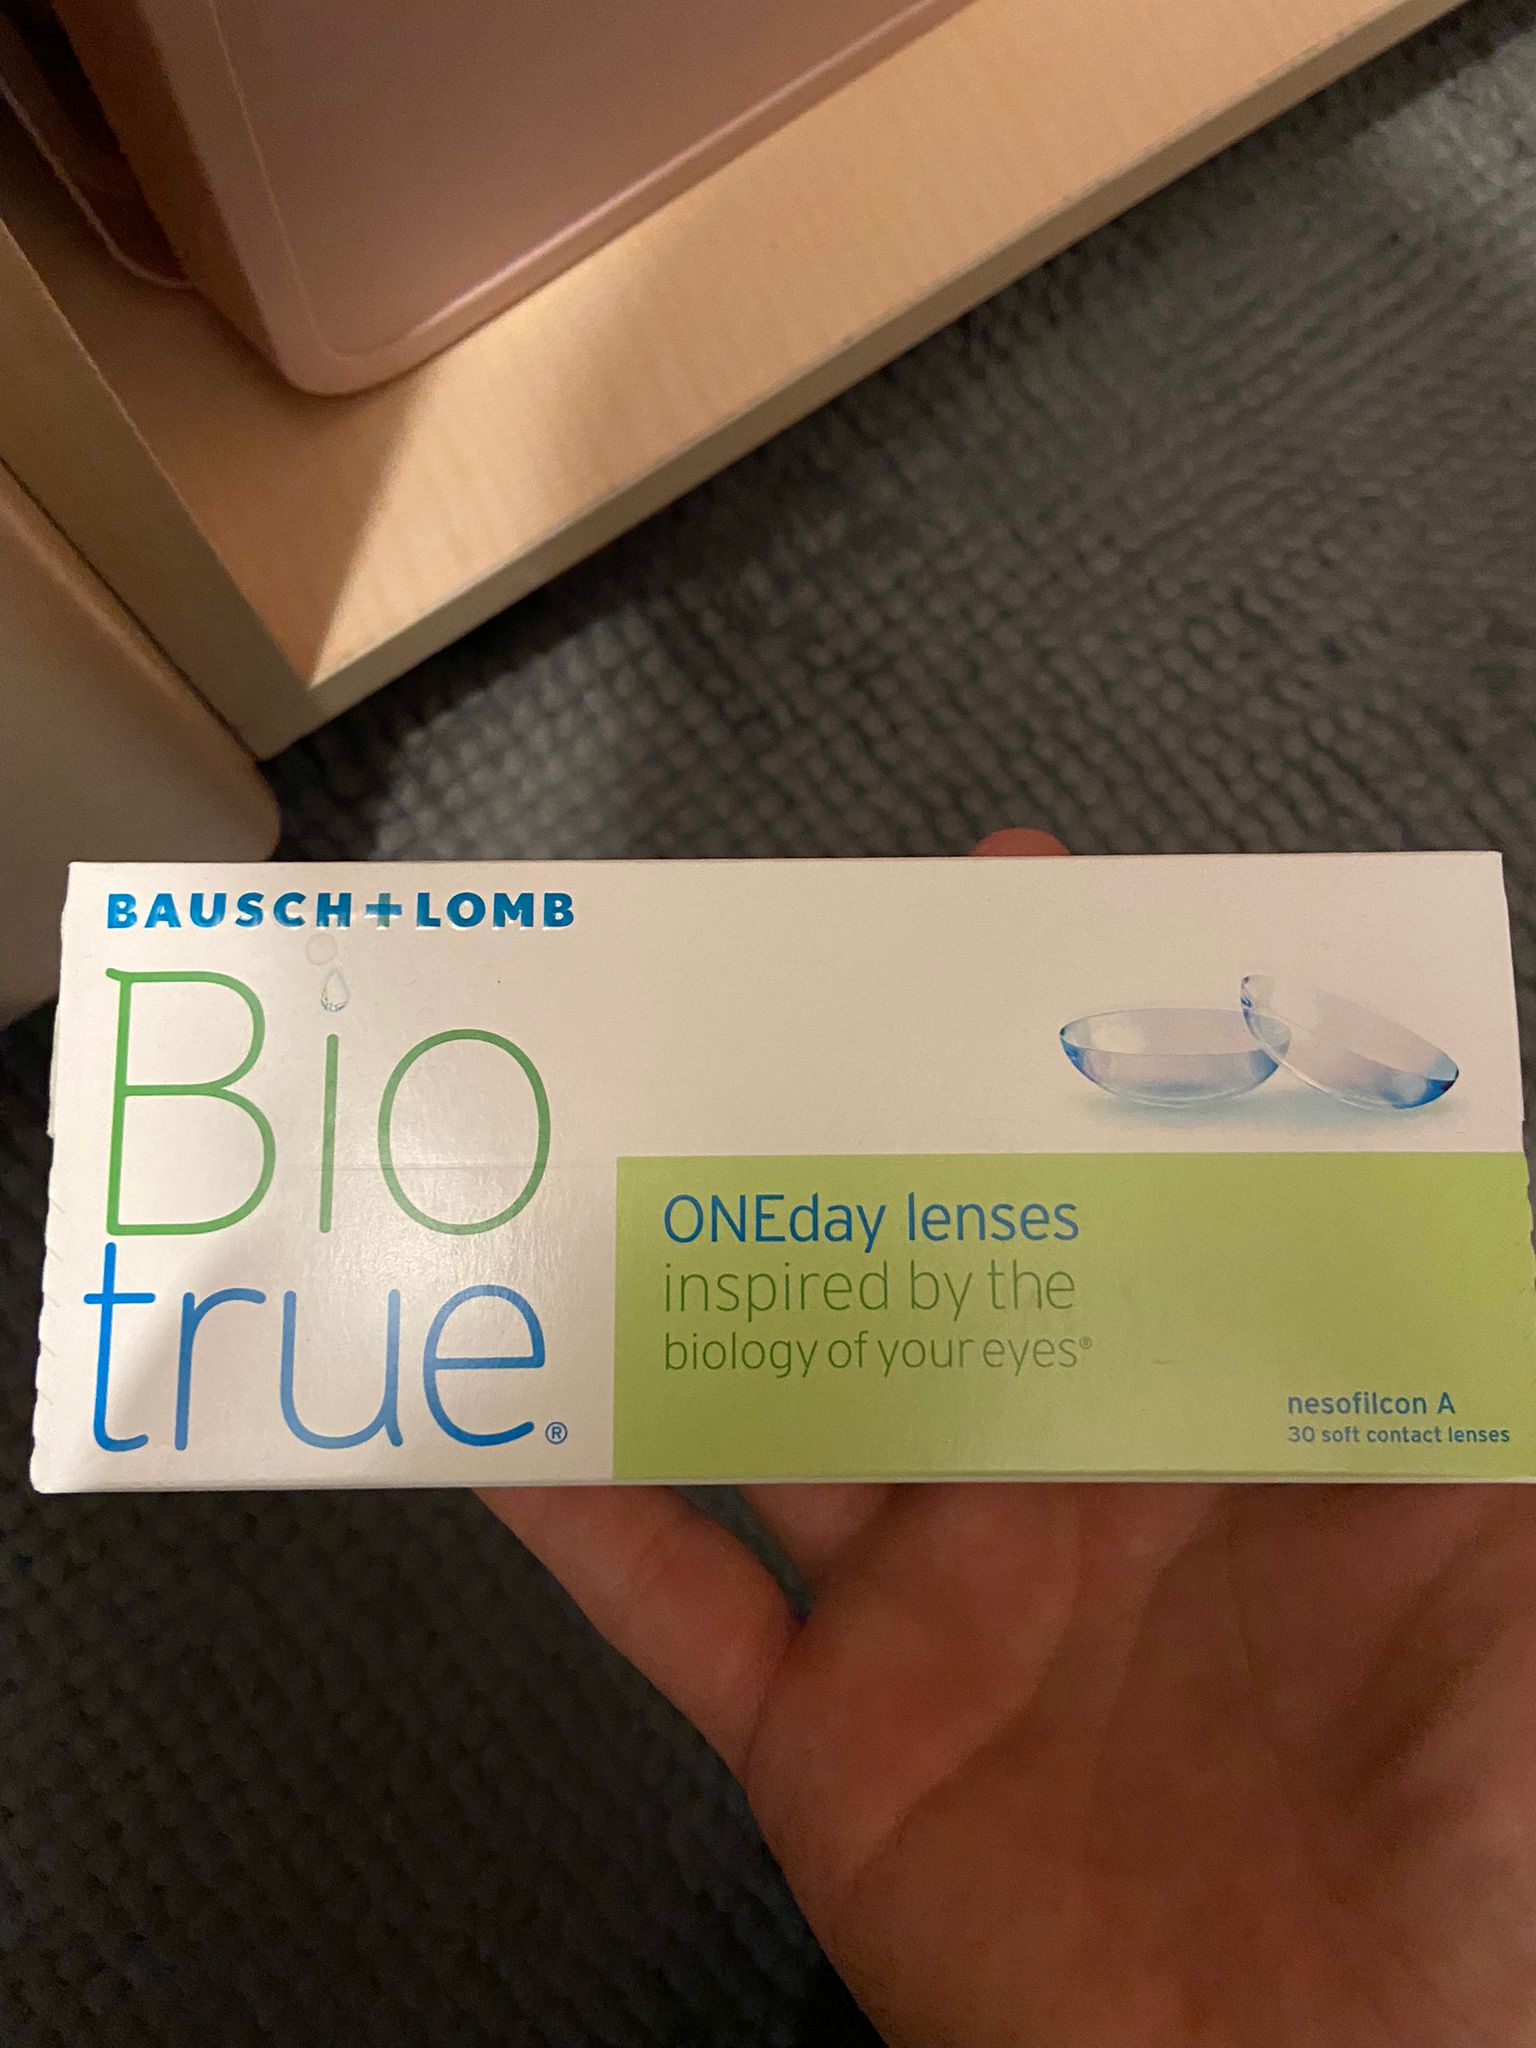 BAUSCH+LOMB
Bio
true®
ONEday lenses
inspired by the
biology of your eyes®
nesofilcon A
30 soft contact lenses